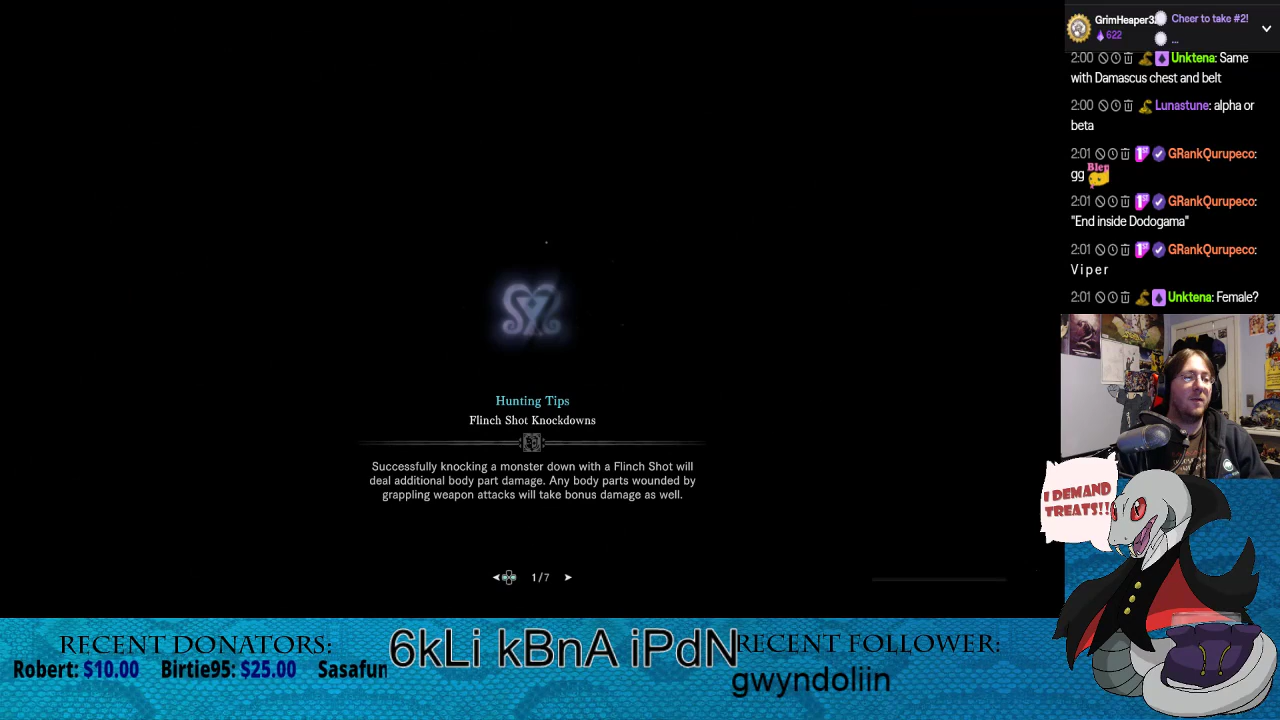 GrimHeaper3
622
Cheer to take #2!
...
2:00 Unktena: Same
with Damascus chest and belt
2:00 Lunastune: alpha or
beta
2:01 GRankQurupeco:
gg Blep
2:01 GRankQurupeco:
"End inside Dodogama"
2:01 GRankQurupeco:
Viper
2:01 Unktena: Female?
Hunting Tips
Flinch Shot Knockdowns
Successfully knocking a monster down with a Flinch Shot will
deal additional body part damage. Any body parts wounded by
grappling weapon attacks will take bonus damage as well.
1/7
I DEMAND
TREATS!!
RECENT DONATORS:
Robert: $10.00 Birtie95: $25.00 Sasafun
6kLi kBnA iPdN
RECENT FOLLOWER:
gwyndoliin